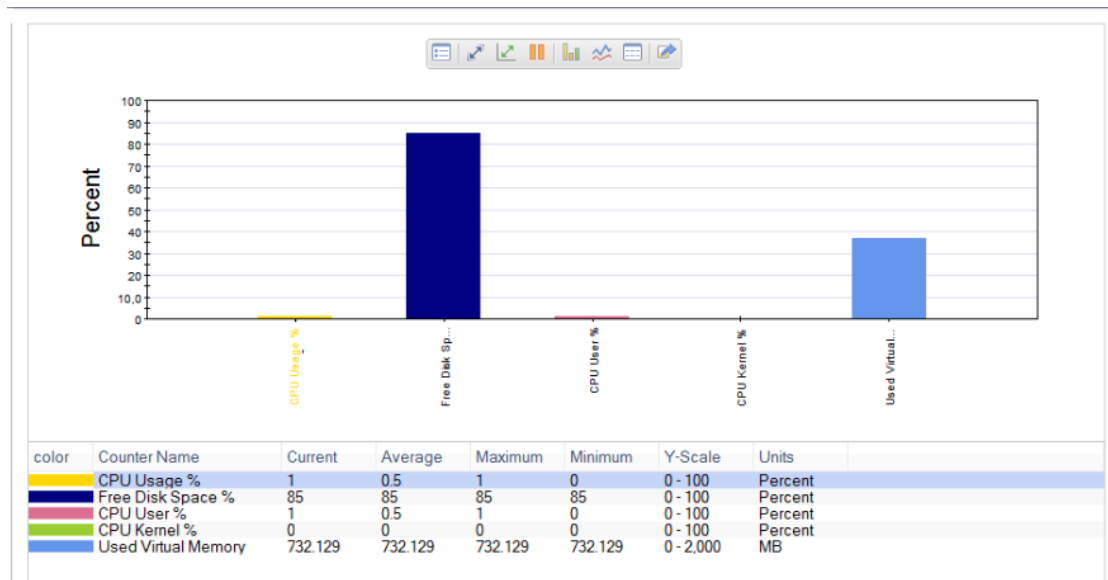 100
90
80
70
60
50
40
30
20
10,0
0
Percent
CPU Usage %
Free Disk Sp...
CPU User %
CPU Kernel %
Used Virtual...
color Counter Name Current Average Maximum Minimum Y-Scale Units
CPU Usage % 1 0.5 1 0 0 - 100 Percent
Free Disk Space % 85 85 85 85 0 - 100 Percent
CPU User % 1 0.5 1 0 0 - 100 Percent
CPU Kernel % 0 0 0 0 0 - 100 Percent
Used Virtual Memory 732.129 732.129 732.129 732.129 0 - 2,000 MB